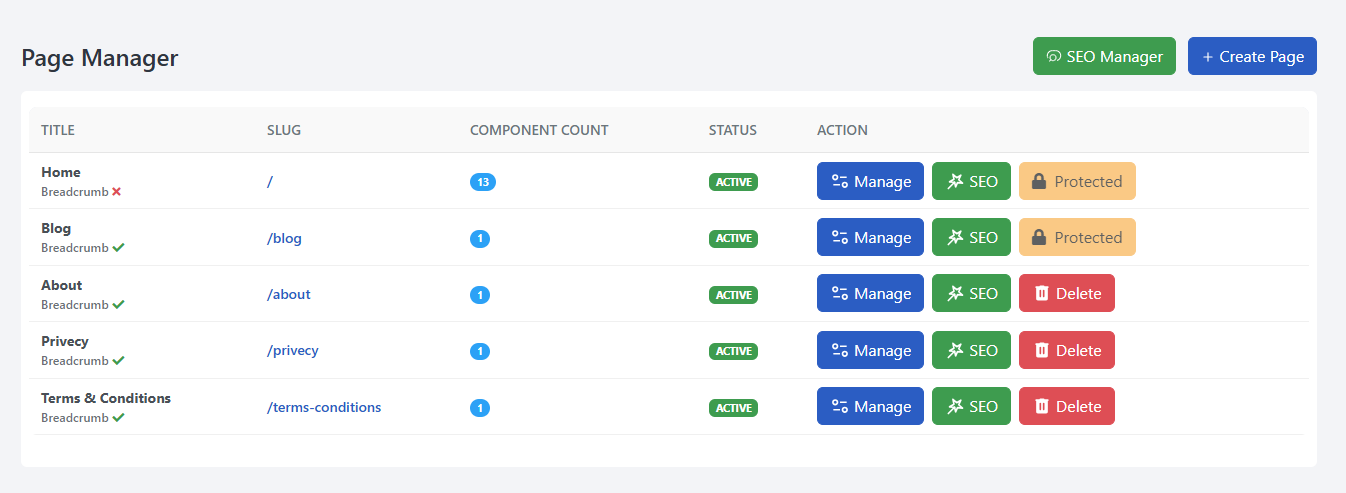 Page Manager
SEO Manager
+ Create Page
TITLE SLUG COMPONENT COUNT STATUS ACTION
Home
Breadcrumb
/ 13 ACTIVE Manage SEO Protected
Blog
Breadcrumb
/blog 1 ACTIVE Manage SEO Protected
About
Breadcrumb
/about 1 ACTIVE Manage SEO Delete
Privecy
Breadcrumb
/privecy 1 ACTIVE Manage SEO Delete
Terms & Conditions
Breadcrumb
/terms-conditions 1 ACTIVE Manage SEO Delete